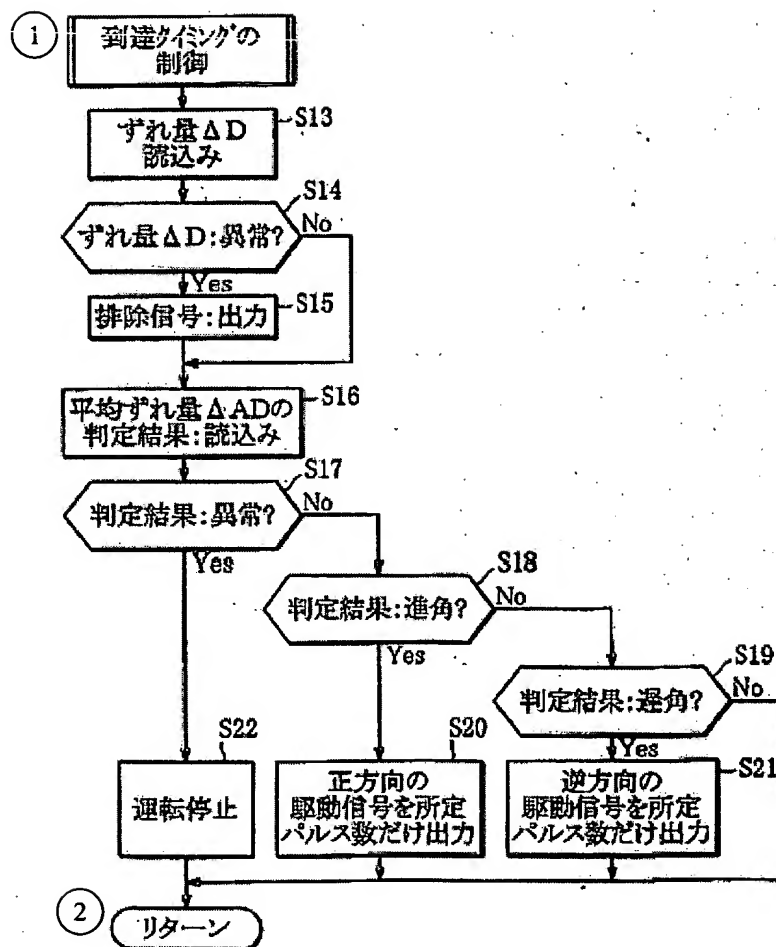 1
到達タイミングの
制御
S13
ずれ量ΔD
読込み
S14
ずれ量ΔD:異常?
No
Yes
S15
排除信号:出力
S16
平均ずれ量ΔADの
判定結果:読込み
S17
判定結果:異常?
No
Yes
S18
判定結果:進角?
No
Yes
S19
判定結果:遅角?
No
Yes
S22
運転停止
S20
正方向の
駆動信号を所定
パルス数だけ出力
S21
逆方向の
駆動信号を所定
パルス数だけ出力
2
リターン